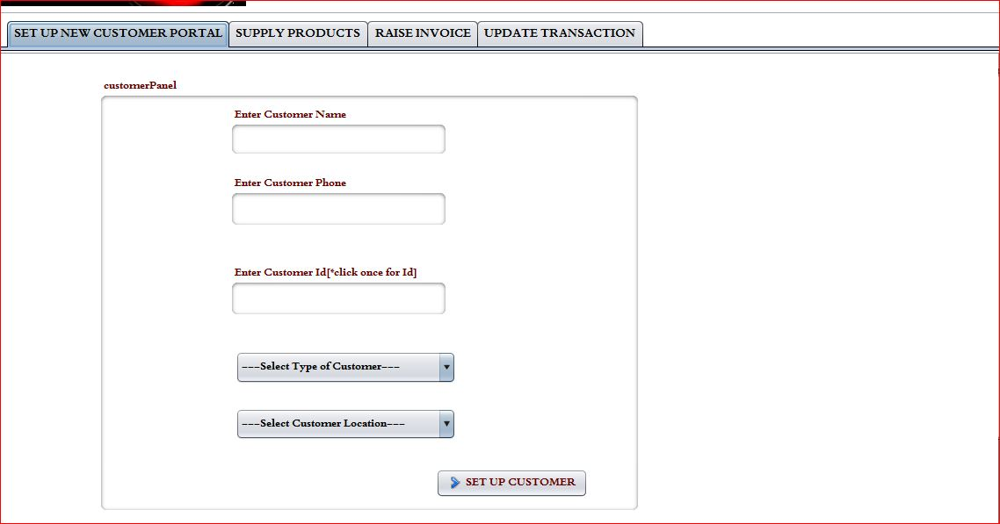 SET UP NEW CUSTOMER PORTAL SUPPLY PRODUCTS RAISE INVOICE UPDATE TRANSACTION
customerPanel
Enter Customer Name
Enter Customer Phone
Enter Customer Id[*click once for Id]
---Select Type of Customer---
---Select Customer Location---
SET UP CUSTOMER